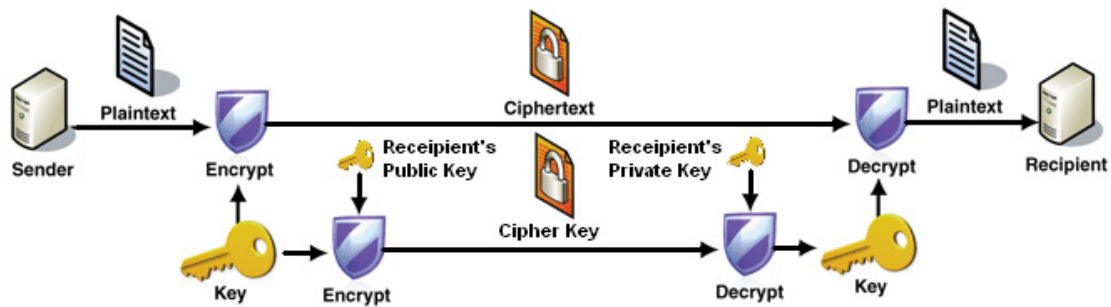 Plaintext
Ciphertext
Plaintext
Sender
Encrypt
Receipient's
Public Key
Receipient's
Private Key
Decrypt
Recipient
Cipher Key
Key
Encrypt
Decrypt
Key